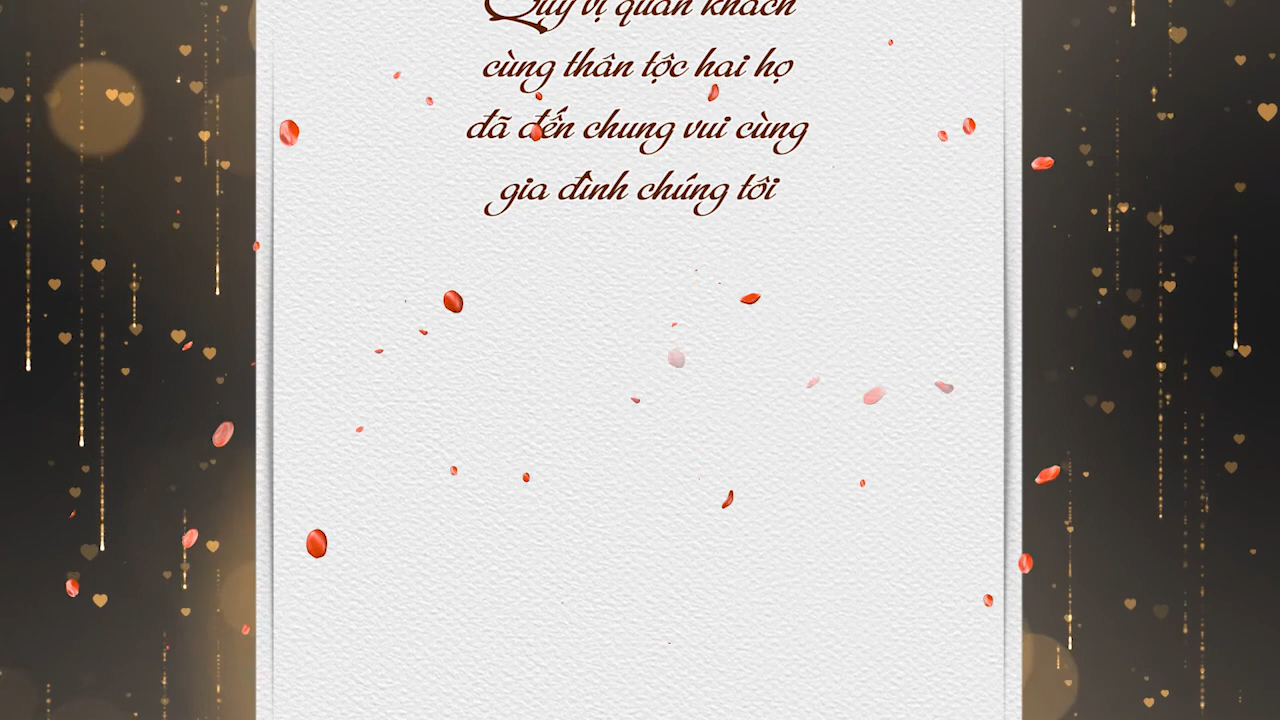 Quý vị quan khách
cùng thân tộc hai họ
đã đến chung vui cùng
gia đình chúng tôi